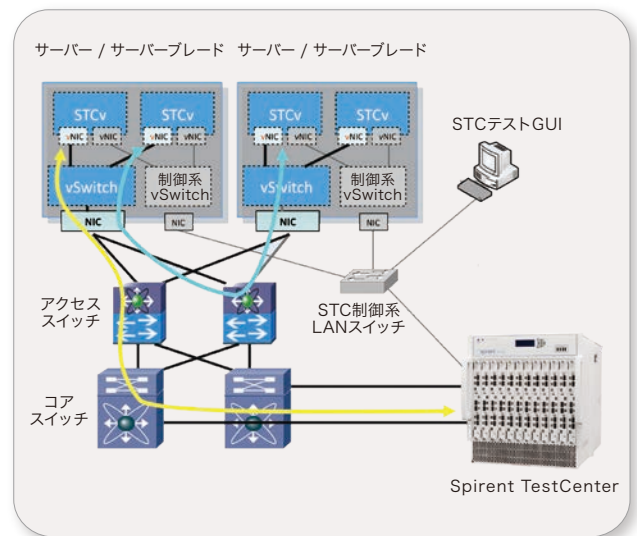 サーバー / サーバーブレード
サーバー / サーバーブレード
STCv
STCv
STCv
STCv
vNIC
vNIC
vNIC
vNIC
vNIC
vNIC
vNIC
vNIC
vSwitch
制御系
vSwitch
vSwitch
制御系
vSwitch
NIC
NIC
NIC
NIC
STCテストGUI
アクセス
スイッチ
STC制御系
LANスイッチ
コア
スイッチ
spirent
Spirent TestCenter